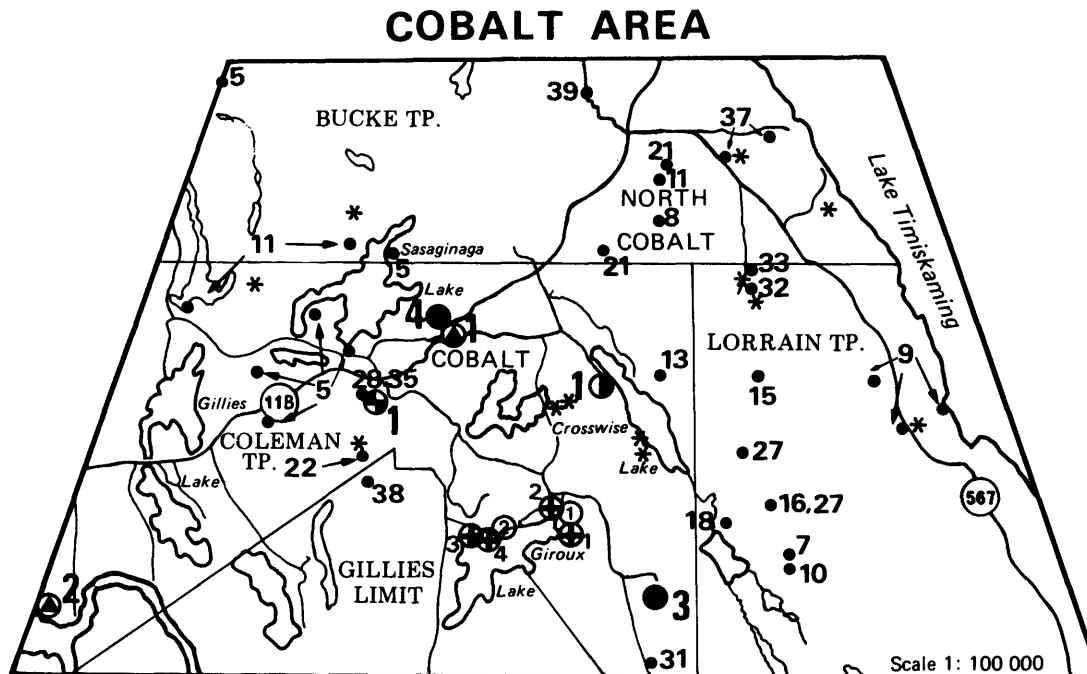 COBALT AREA
5
39
BUCKE TP.
37
21
11
NORTH
8
COBALT
11
Sasaginaga
5
21
33
32
Lake Timiskaming
Lake
4
1
COBALT
LORRAIN TP.
13
15
9
28-35
5
11B
Gillies
1
1
Crosswise
COLEMAN
TP.
22
Lake
Lake
27
38
16,27
18
567
2
1
2
3
4
1
Giroux
7
10
GILLIES
LIMIT
Lake
2
3
31
Scale 1: 100 000